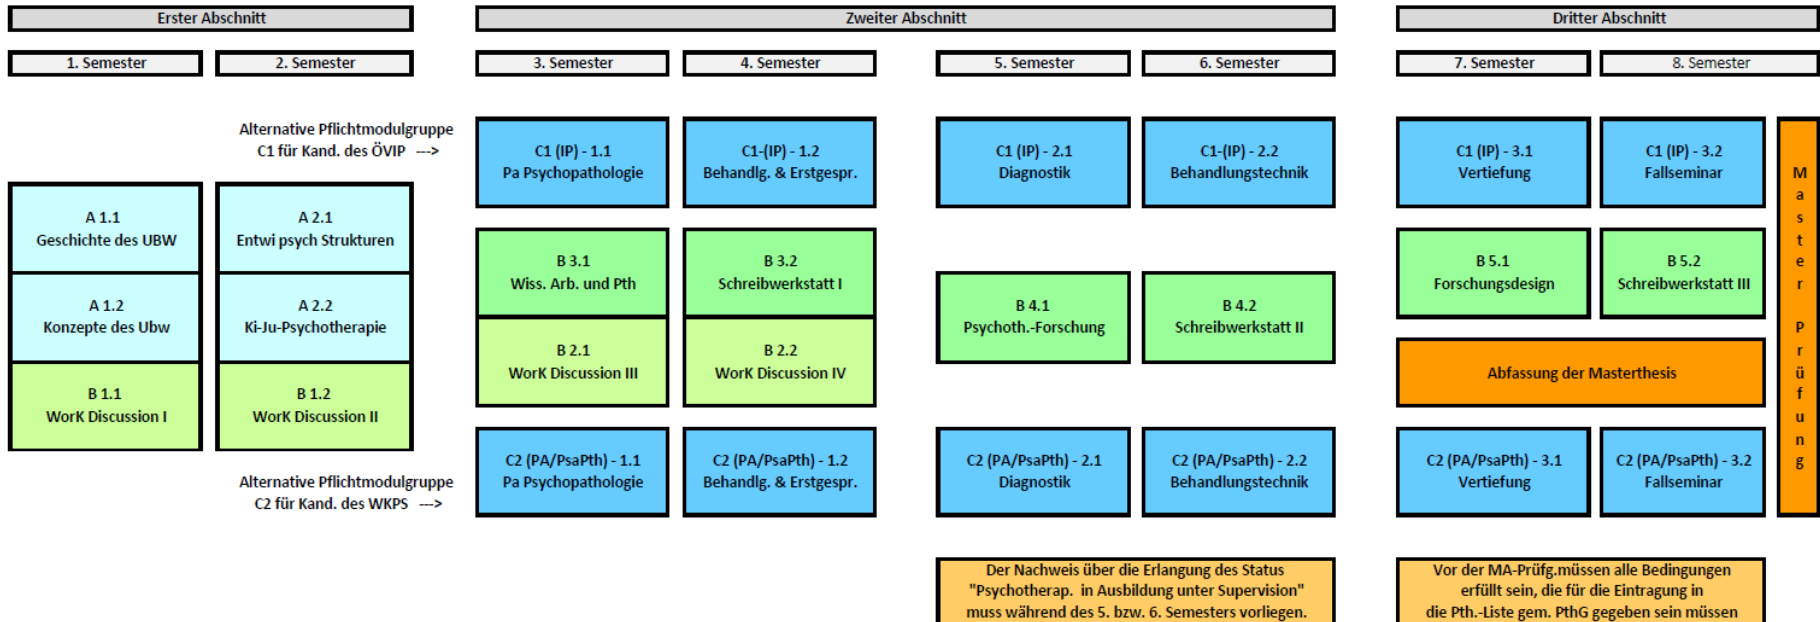 Erster Abschnitt
Zweiter Abschnitt
Dritter Abschnitt
1. Semester
2. Semester
3. Semester
4. Semester
5. Semester
6. Semester
7. Semester
8. Semester
Alternative Pflichtmodulgruppe
C1 für Kand. des ÖVIP --->
C1 (IP) - 1.1
Pa Psychopathologie
C1-(IP) - 1.2
Behandlg. & Erstgespr.
C1 (IP) - 2.1
Diagnostik
C1-(IP) - 2.2
Behandlungstechnik
C1 (IP) - 3.1
Vertiefung
C1 (IP) - 3.2
Fallseminar
Master Prüfung
A 1.1
Geschichte des UBW
A 2.1
Entwi psych Strukturen
A 1.2
Konzepte des Ubw
A 2.2
Ki-Ju-Psychotherapie
B 1.1
WorK Discussion I
B 1.2
WorK Discussion II
B 3.1
Wiss. Arb. und Pth
B 3.2
Schreibwerkstatt I
B 2.1
WorK Discussion III
B 2.2
WorK Discussion IV
B 4.1
Psychoth.-Forschung
B 4.2
Schreibwerkstatt II
B 5.1
Forschungsdesign
B 5.2
Schreibwerkstatt III
Abfassung der Masterthesis
Alternative Pflichtmodulgruppe
C2 für Kand. des WKPS --->
C2 (PA/PsaPth) - 1.1
Pa Psychopathologie
C2 (PA/PsaPth) - 1.2
Behandlg. & Erstgespr.
C2 (PA/PsaPth) - 2.1
Diagnostik
C2 (PA/PsaPth) - 2.2
Behandlungstechnik
C2 (PA/PsaPth) - 3.1
Vertiefung
C2 (PA/PsaPth) - 3.2
Fallseminar
Der Nachweis über die Erlangung des Status
"Psychotherap. in Ausbildung unter Supervision"
muss während des 5. bzw. 6. Semesters vorliegen.
Vor der MA-Prüfg.müssen alle Bedingungen
erfüllt sein, die für die Eintragung in
die Pth.-Liste gem. PthG gegeben sein müssen